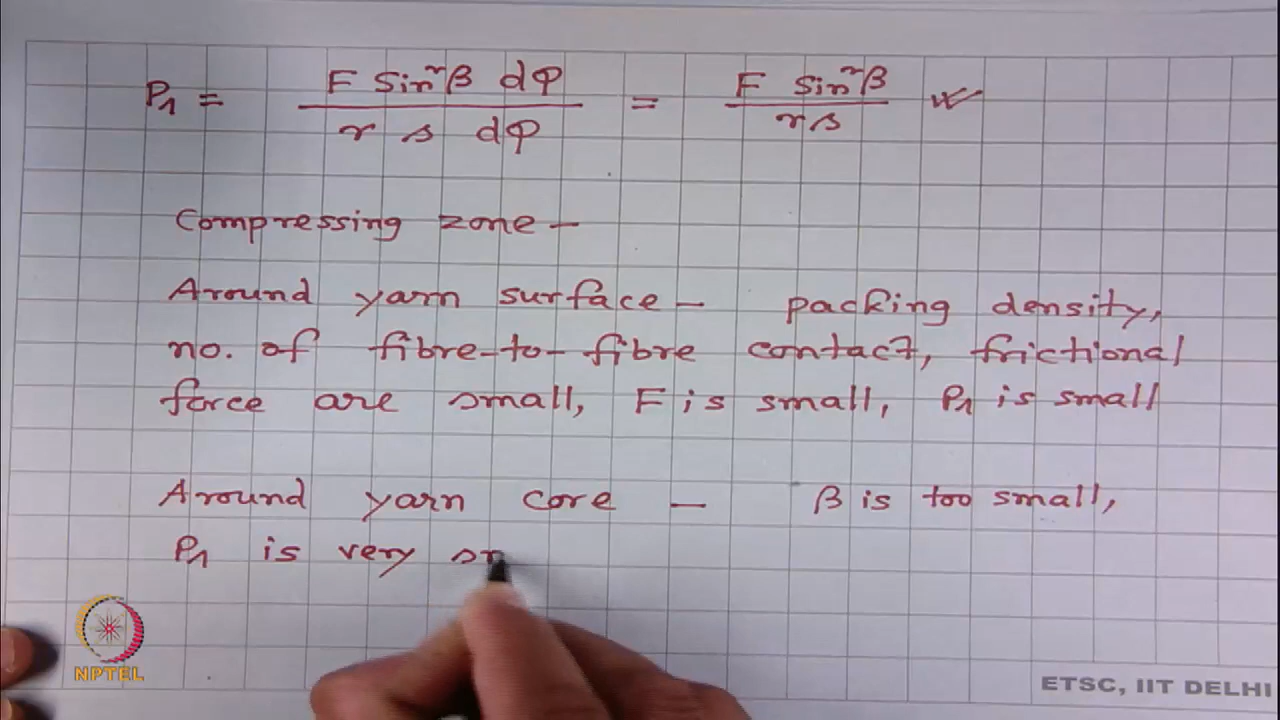 P₁ = F Sin²β dφ / r s dφ = F Sin²β / r s
Compressing zone –
Around yarn surface – packing density,
no. of fibre-to-fibre contact, frictional
force are small, F is small, P₁ is small
Around yarn core – β is too small,
P₁ is very
NPTEL
ETSC, IIT DELHI